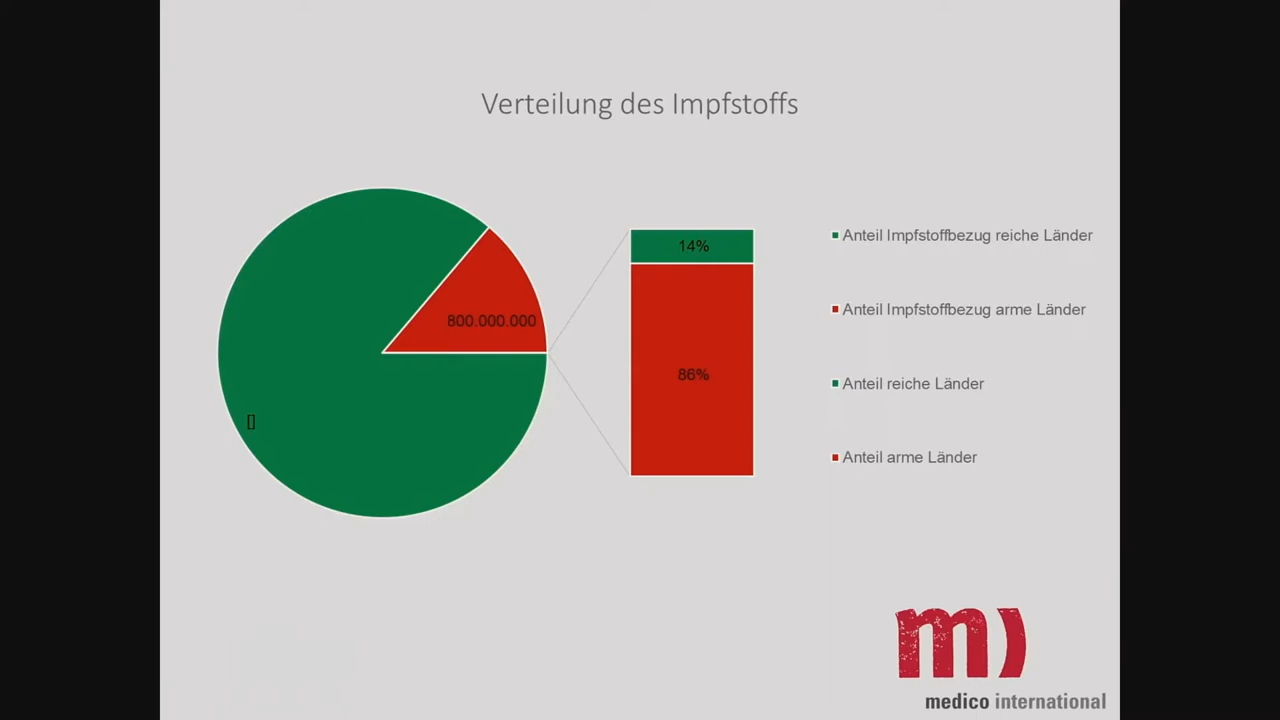 Verteilung des Impfstoffs
800.000.000
[]
14%
86%
Anteil Impfstoffbezug reiche Länder
Anteil Impfstoffbezug arme Länder
Anteil reiche Länder
Anteil arme Länder
m)
medico international